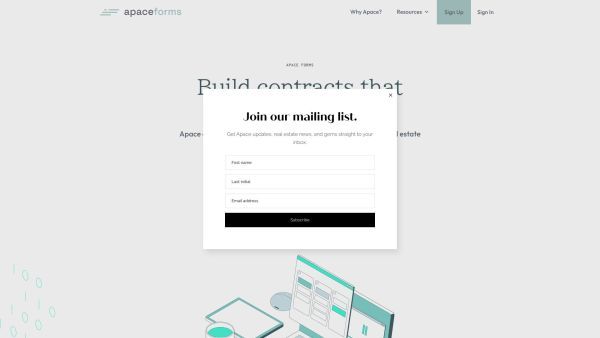 apaceforms
Why Apace?
Resources
Sign Up
Sign In
APACE FORMS
Build contracts that
Apace
estate
×
Join our mailing list.
Get Apace updates, real estate news, and gems straight to your
inbox.
First name
Last initial
Email address
Subscribe